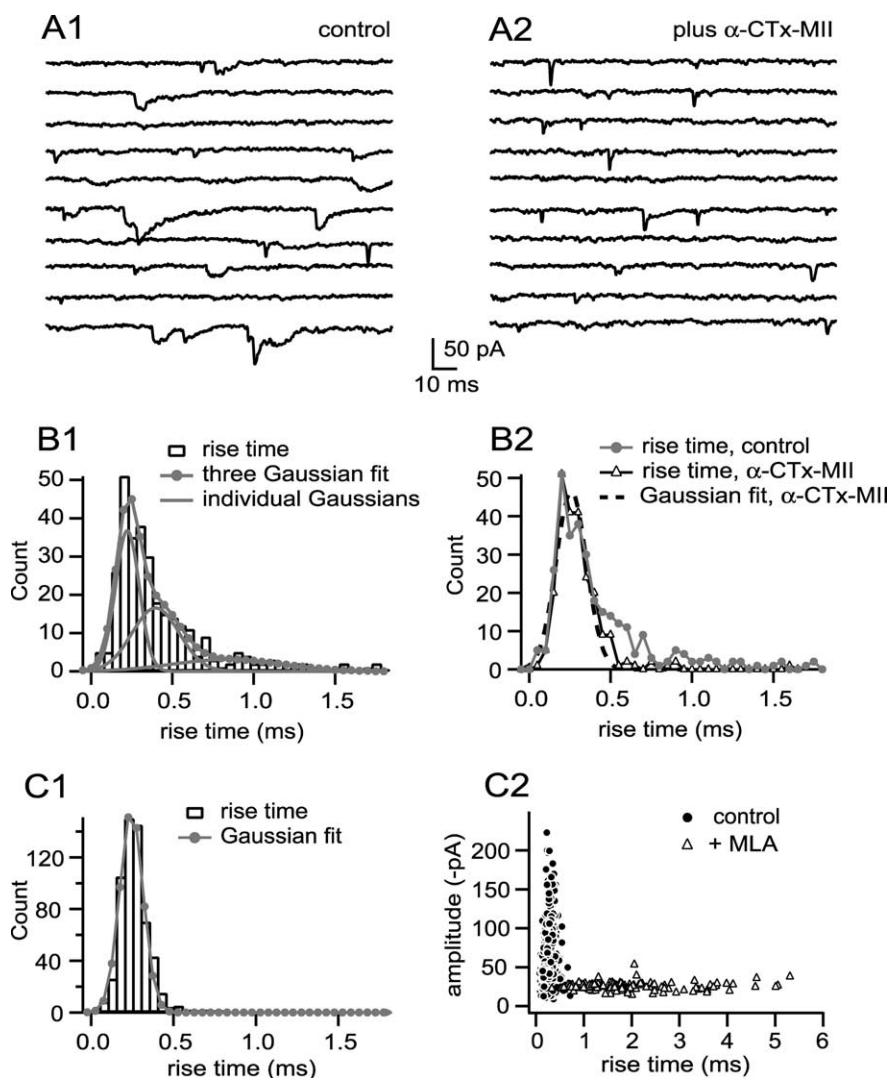 A1 control
A2 plus α-CTx-MII
50 pA
10 ms
B1
rise time
three Gaussian fit
individual Gaussians
50
40
30
20
10
0
Count
0.0 0.5 1.0 1.5
rise time (ms)
B2
rise time, control
rise time, α-CTx-MII
Gaussian fit, α-CTx-MII
50
40
30
20
10
0
Count
0.0 0.5 1.0 1.5
rise time (ms)
C1
rise time
Gaussian fit
120
80
40
0
Count
0.0 0.5 1.0 1.5
rise time (ms)
C2
control
+ MLA
200
150
100
50
0
amplitude (-pA)
0 1 2 3 4 5 6
rise time (ms)